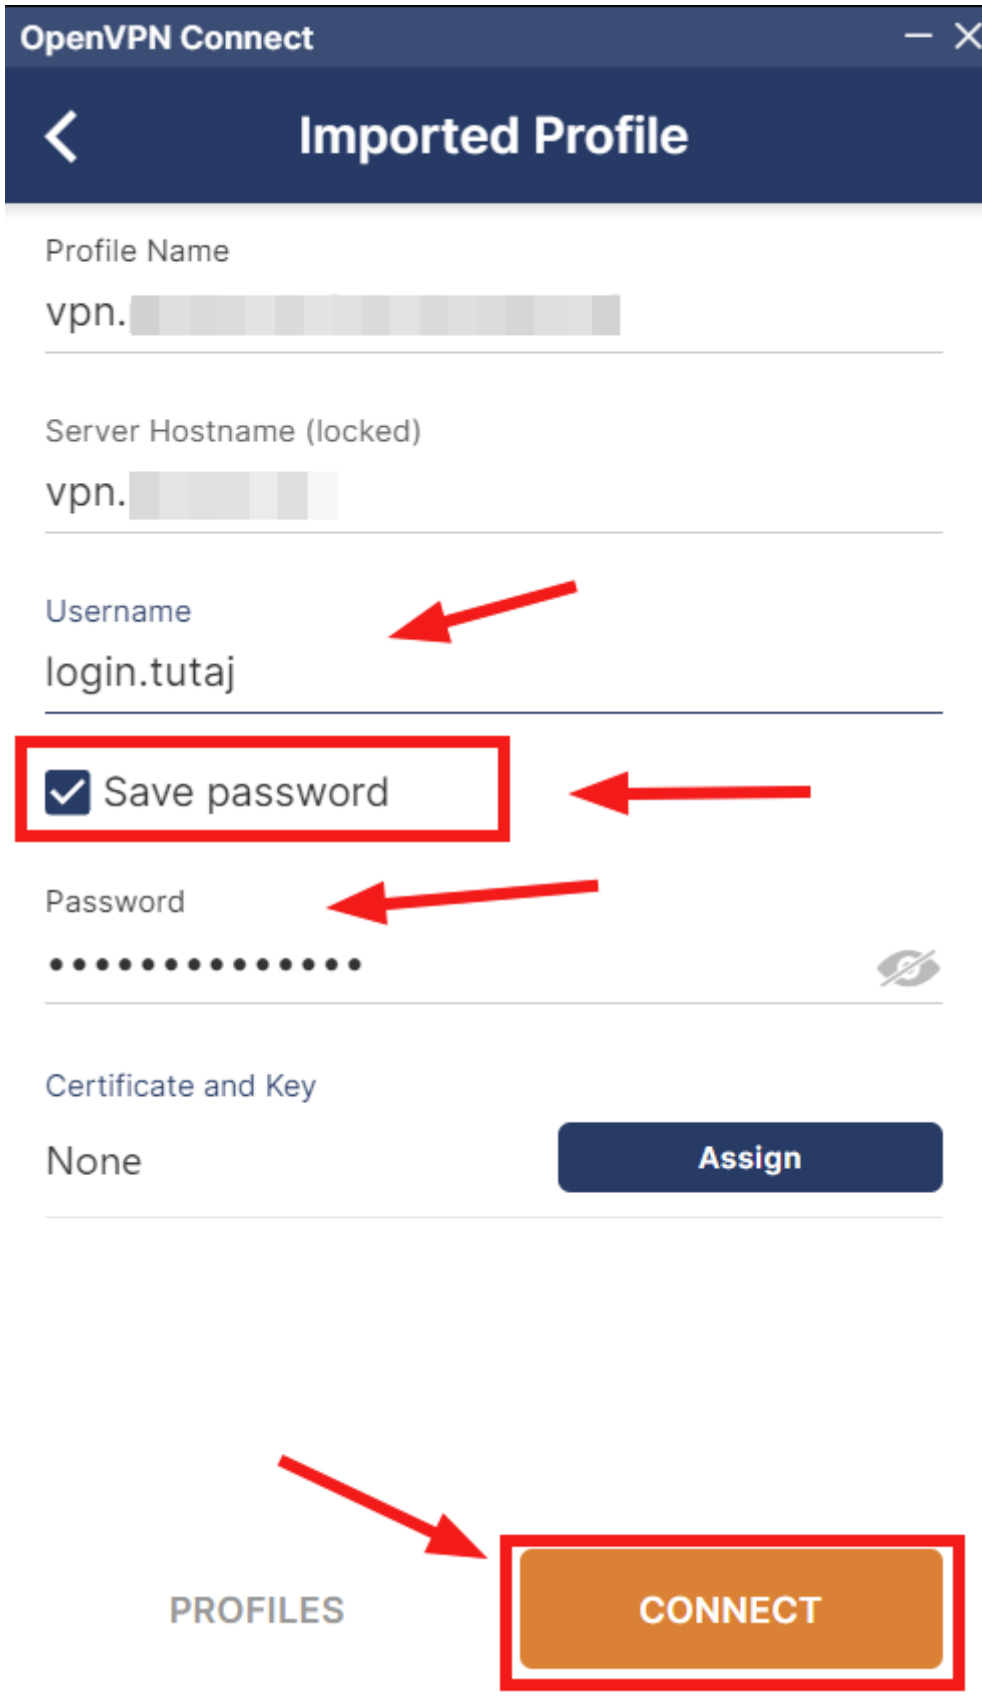 OpenVPN Connect
Imported Profile
Profile Name
vpn.
Server Hostname (locked)
vpn.
Username
login.tutaj
Save password
Password
••••••••••••••
Certificate and Key
None
Assign
PROFILES
CONNECT